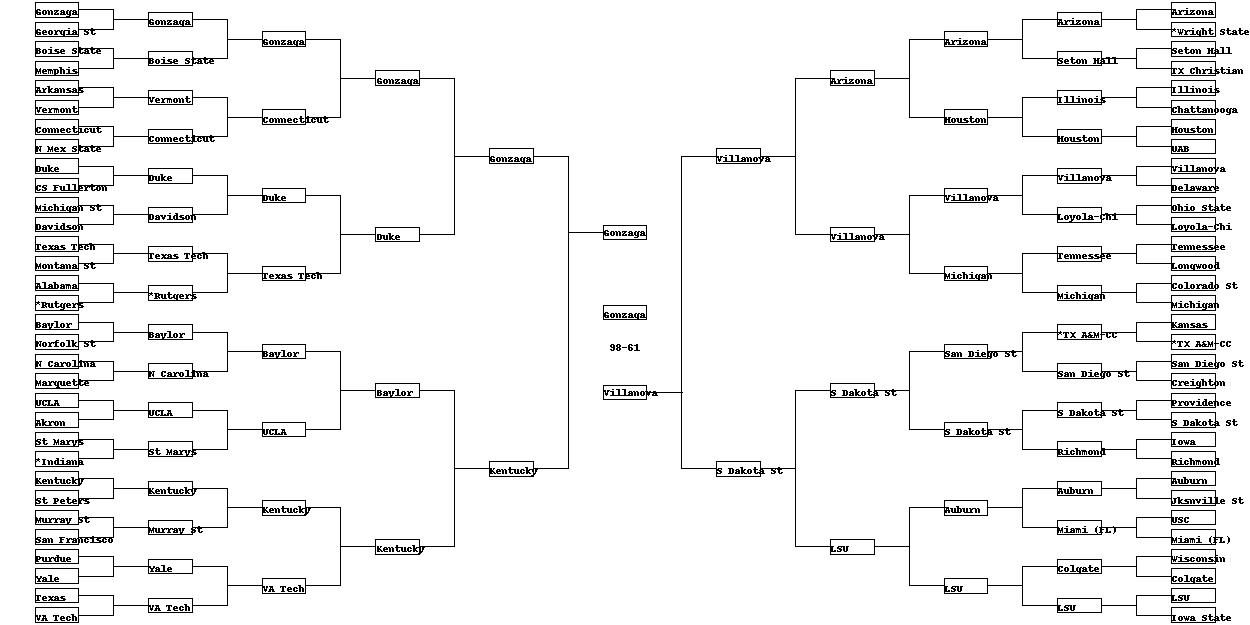 Gonzaga
Georgia St
Boise State
Memphis
Arkansas
Vermont
Connecticut
N Mex State
Duke
CS Fullerton
Michigan St
Davidson
Texas Tech
Montana St
Alabama
*Rutgers
Baylor
Norfolk St
N Carolina
Marquette
UCLA
Akron
St Marys
*Indiana
Kentucky
St Peters
Murray St
San Francisco
Purdue
Yale
Texas
VA Tech
Gonzaga
Boise State
Vermont
Connecticut
Duke
Davidson
Texas Tech
*Rutgers
Baylor
N Carolina
UCLA
St Marys
Kentucky
Murray St
Yale
VA Tech
Gonzaga
Connecticut
Duke
Texas Tech
Baylor
UCLA
Kentucky
VA Tech
Gonzaga
Duke
Baylor
Kentucky
Gonzaga
Kentucky
Gonzaga
Gonzaga
98-61
Villanova
Villanova
S Dakota St
Arizona
Villanova
S Dakota St
LSU
Arizona
Houston
Villanova
Michigan
San Diego St
S Dakota St
Auburn
LSU
Arizona
Seton Hall
Illinois
Houston
Villanova
Loyola-Chi
Tennessee
Michigan
*TX A&M-CC
San Diego St
S Dakota St
Richmond
Auburn
Miami (FL)
Colgate
LSU
Arizona
*Wright State
Seton Hall
TX Christian
Illinois
Chattanooga
Houston
UAB
Villanova
Delaware
Ohio State
Loyola-Chi
Tennessee
Longwood
Colorado St
Michigan
Kansas
*TX A&M-CC
San Diego St
Creighton
Providence
S Dakota St
Iowa
Richmond
Auburn
Jksnville St
USC
Miami (FL)
Wisconsin
Colgate
LSU
Iowa State